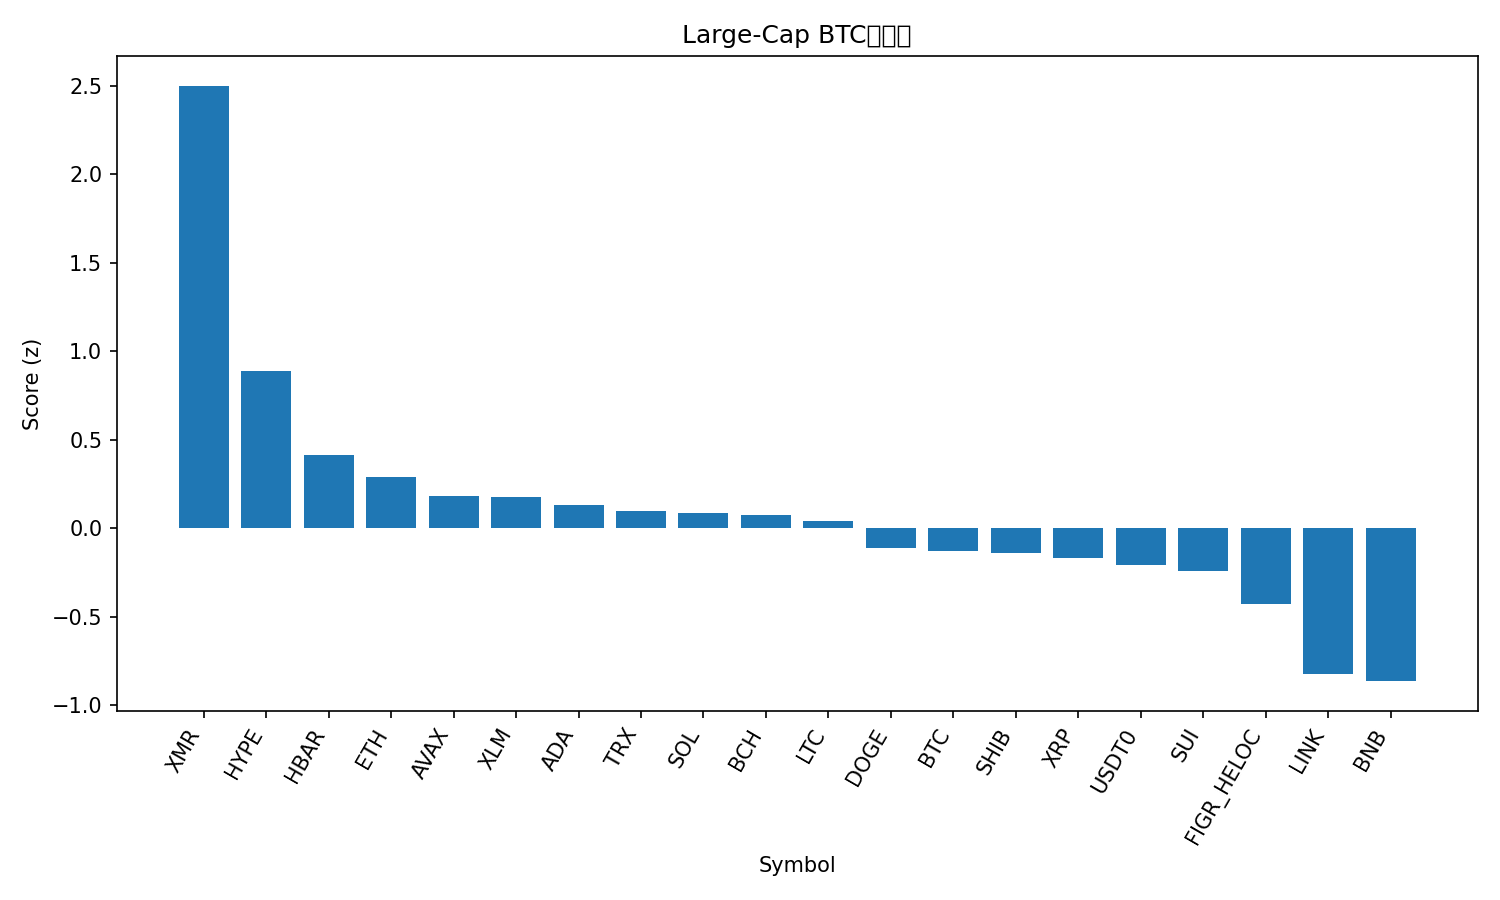 Large-Cap BTC
2.5
2.0
1.5
1.0
0.5
0.0
−0.5
−1.0
Score (z)
XMR
HYPE
HBAR
ETH
AVAX
XLM
ADA
TRX
SOL
BCH
LTC
DOGE
BTC
SHIB
XRP
USDT0
SUI
FIGR_HELOC
LINK
BNB
Symbol